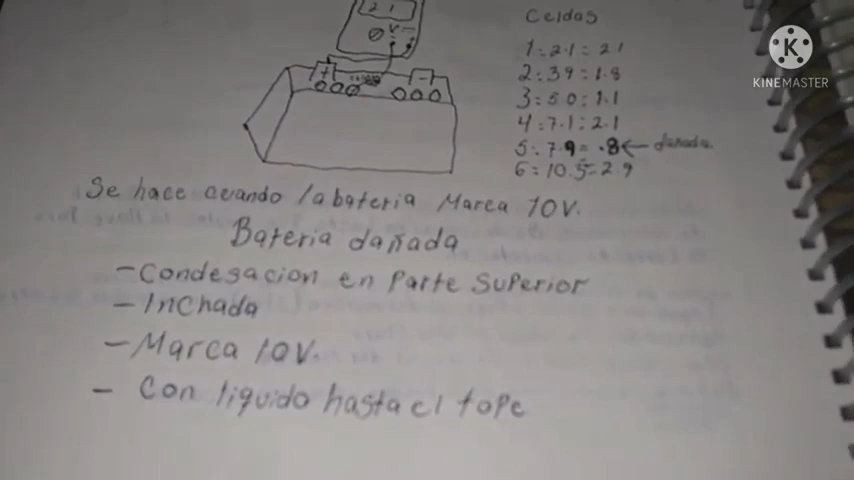 2 1
V
+
-
Celdas
1 = 2.1 = 2.1
2 = 3.9 = 1.8
3 = 5.0 = 1.1
4 = 7.1 = 2.1
5 = 7.9 = .8 ← dañada
6 = 10.5 = 2.9
Se hace cuando la bateria Marca 10V.
Bateria dañada
- Condesacion en Parte Superior
- Inchada
- Marca 10V.
- Con liquido hasta el tope
K
KINEMASTER